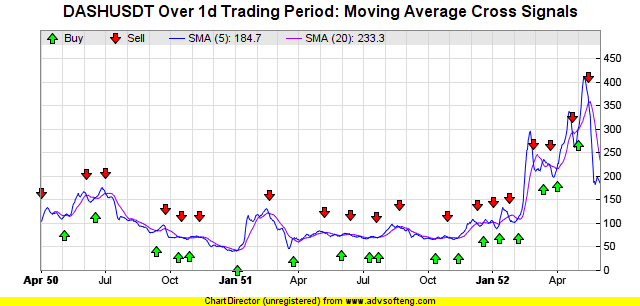 DASHUSDT Over 1d Trading Period: Moving Average Cross Signals
Buy Sell SMA (5): 184.7 SMA (20): 233.3
450
400
350
300
250
200
150
100
50
0
Apr 50 Jul Oct Jan 51 Apr Jul Oct Jan 52 Apr
ChartDirector (unregistered) from www.advsofteng.com